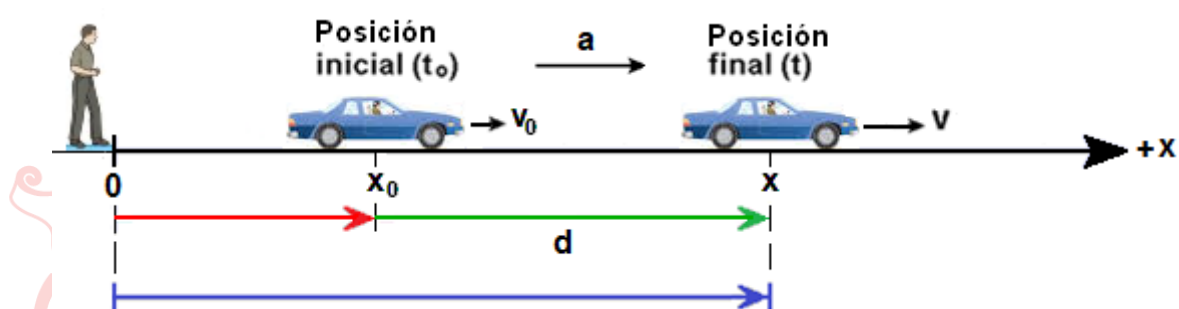 Posición
inicial (t₀)
a
Posición
final (t)
v₀
v
+x
0
x₀
x
d